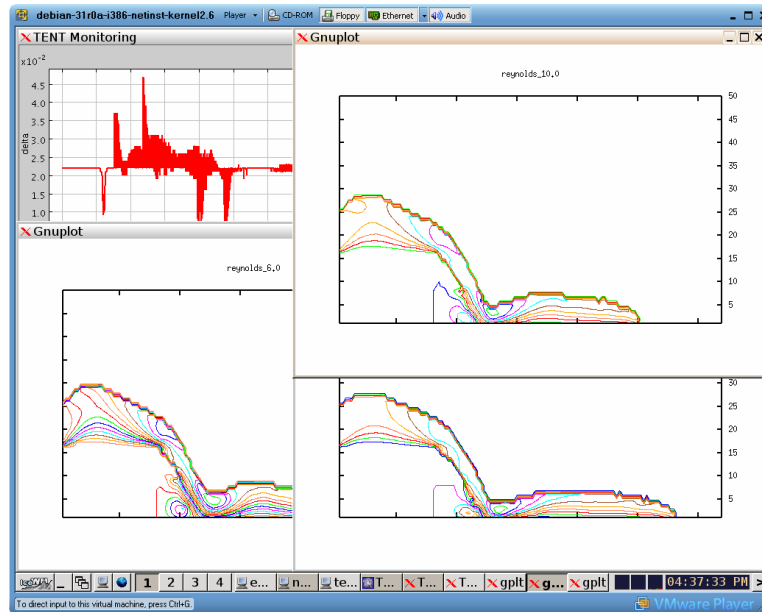 debian-31r0a-i386-netinst-kernel2.6 Player CD-ROM Floppy Ethernet Audio
TENT Monitoring
x10-2
4.5
4.0
3.5
3.0
2.5
2.0
1.5
1.0
delta
Gnuplot
reynolds_10.0
50
40
30
25
20
15
10
5
Gnuplot
reynolds_6.0
30
25
20
15
10
5
1 2 3 4 e... n... te... T... T... T... gplt g... gplt 04:37:33 PM
To direct input to this virtual machine, press Ctrl+G.
VMware Player